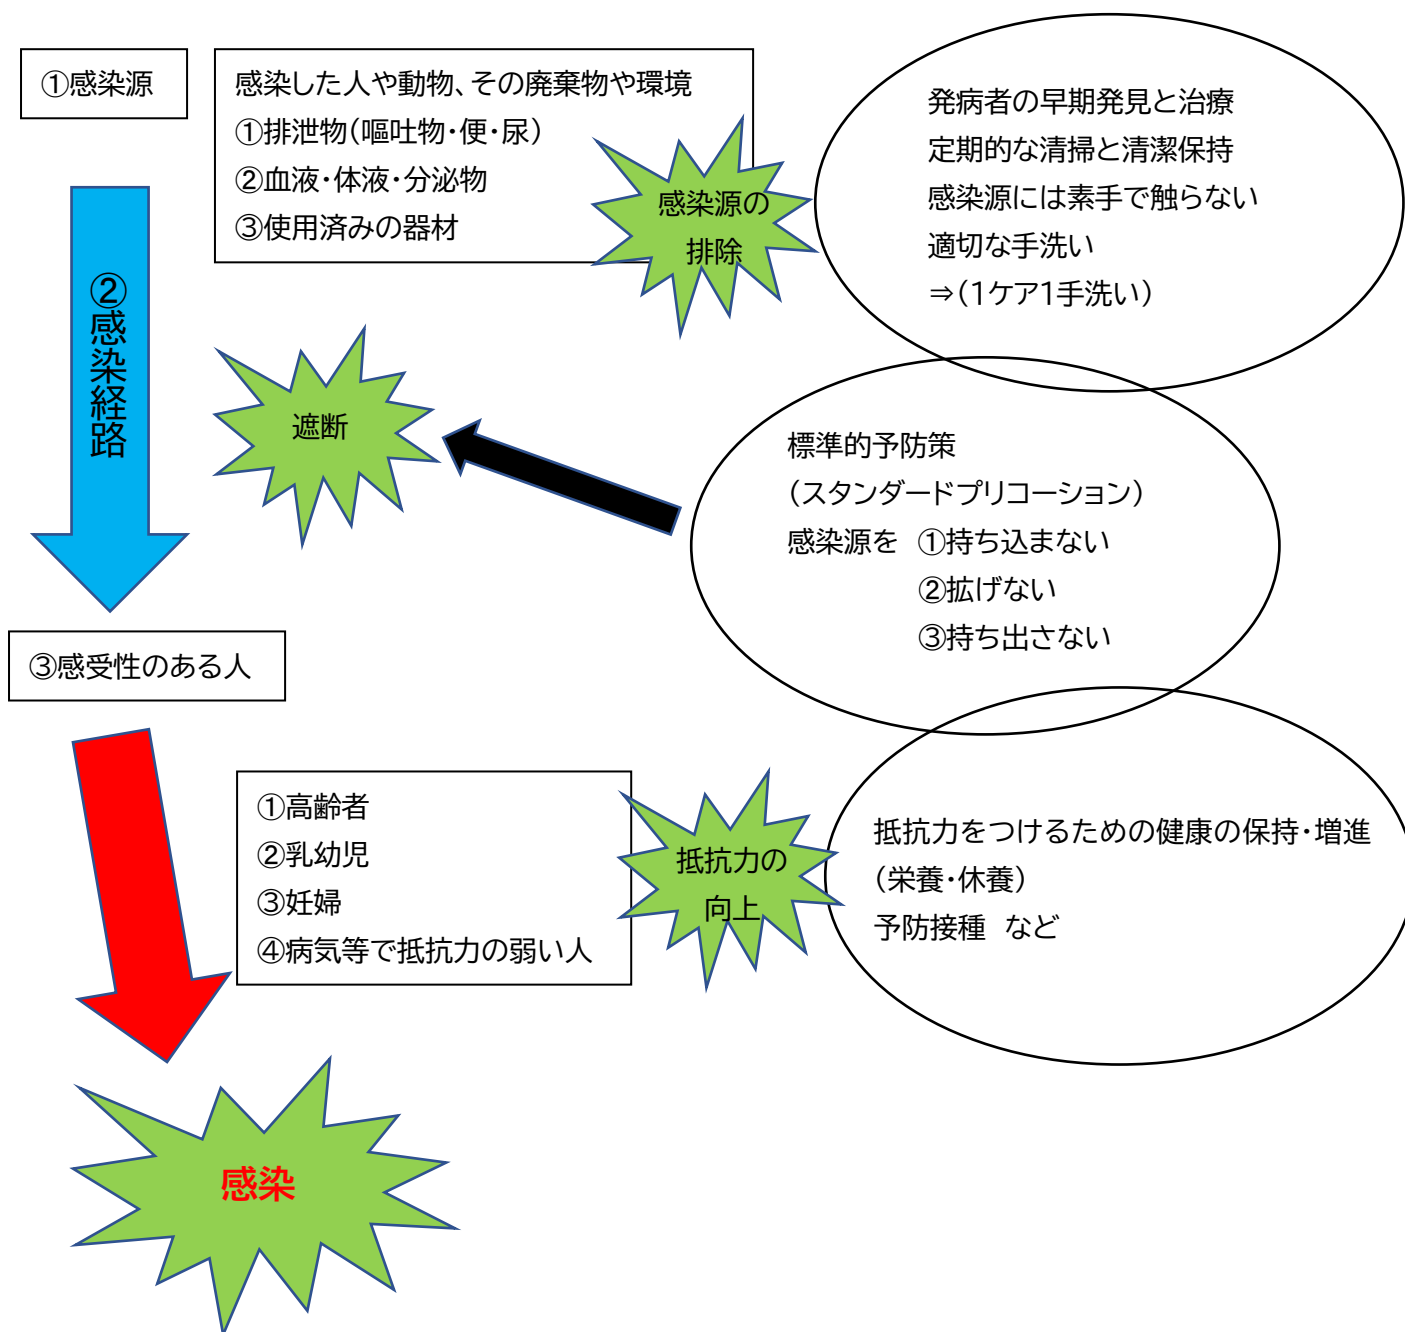 ①感染源
感染した人や動物、その廃棄物や環境
①排泄物(嘔吐物・便・尿)
②血液・体液・分泌物
③使用済みの器材
感染源の
排除
発病者の早期発見と治療
定期的な清掃と清潔保持
感染源には素手で触らない
適切な手洗い
⇒(1ケア1手洗い)
②感染経路
遮断
標準的予防策
(スタンダードプリコーション)
感染源を ①持ち込まない
②拡げない
③持ち出さない
③感受性のある人
①高齢者
②乳幼児
③妊婦
④病気等で抵抗力の弱い人
抵抗力の
向上
抵抗力をつけるための健康の保持・増進
(栄養・休養)
予防接種 など
感染